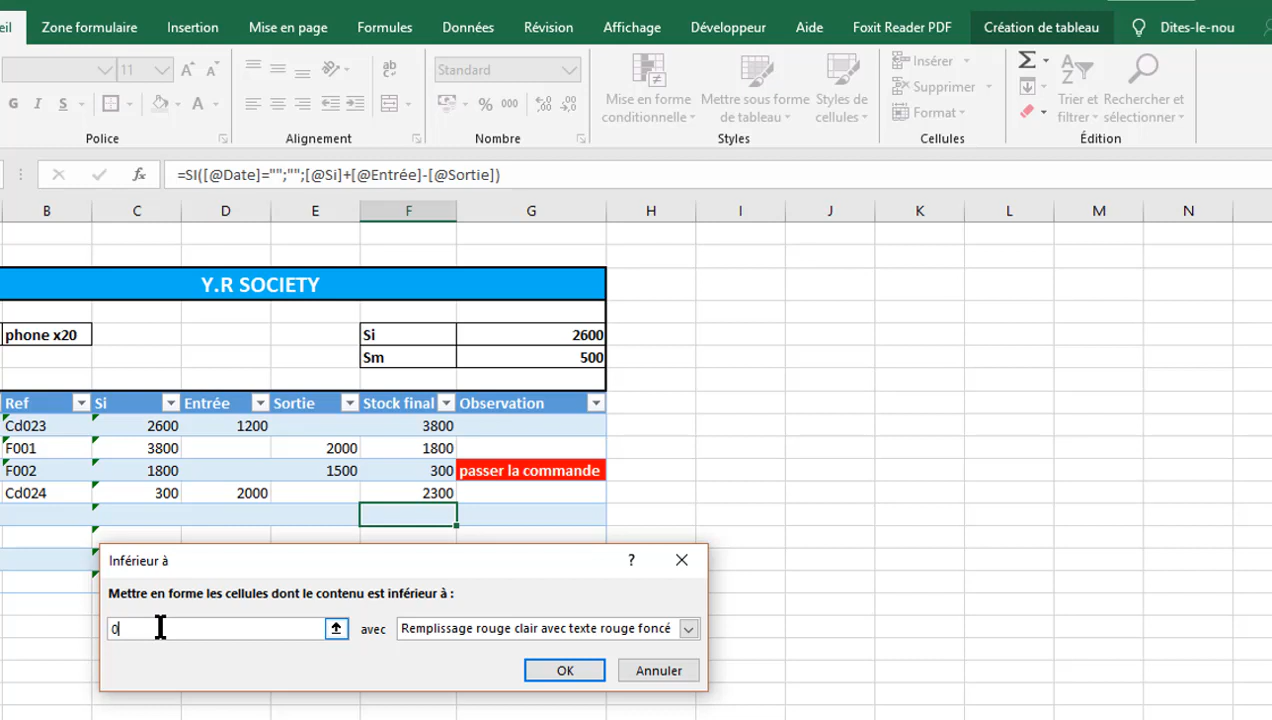 eil Zone formulaire Insertion Mise en page Formules Données Révision Affichage Développeur Aide Foxit Reader PDF Création de tableau Dites-le-nou
11 ab c Standard Insérer Σ
Mise en forme conditionnelle Mettre sous forme de tableau Styles de cellules Supprimer Trier et filtrer Rechercher et sélectionner
G I S A % 000 Format
Police Alignement Nombre Styles Cellules Édition
fx =SI([@Date]="";"";[@Si]+[@Entrée]-[@Sortie])
B C D E F G H I J K L M N
Y.R SOCIETY
phone x20 Si 2600
Sm 500
Ref Si Entrée Sortie Stock final Observation
Cd023 2600 1200 3800
F001 3800 2000 1800
F002 1800 1500 300 passer la commande
Cd024 300 2000 2300
Inférieur à ?
Mettre en forme les cellules dont le contenu est inférieur à :
0 avec Remplissage rouge clair avec texte rouge foncé
OK Annuler